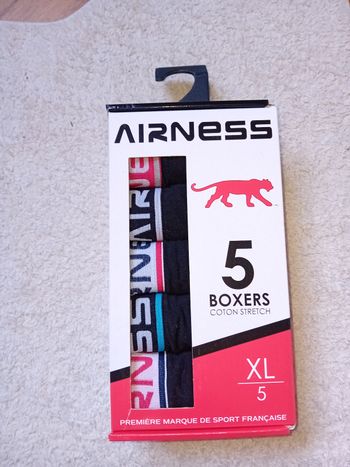 AIRNESS
5
BOXERS
COTON STRETCH
XL
5
PREMIÈRE MARQUE DE SPORT FRANÇAISE